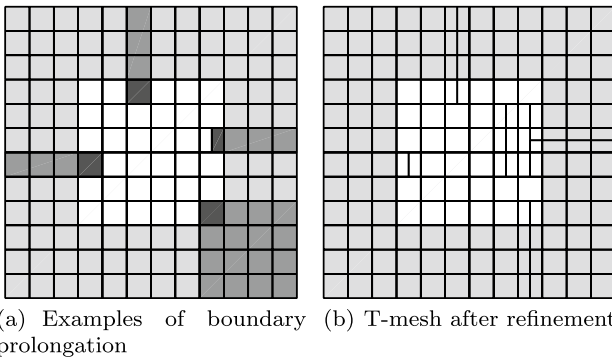 (a) Examples of boundary
prolongation
(b) T-mesh after refinement